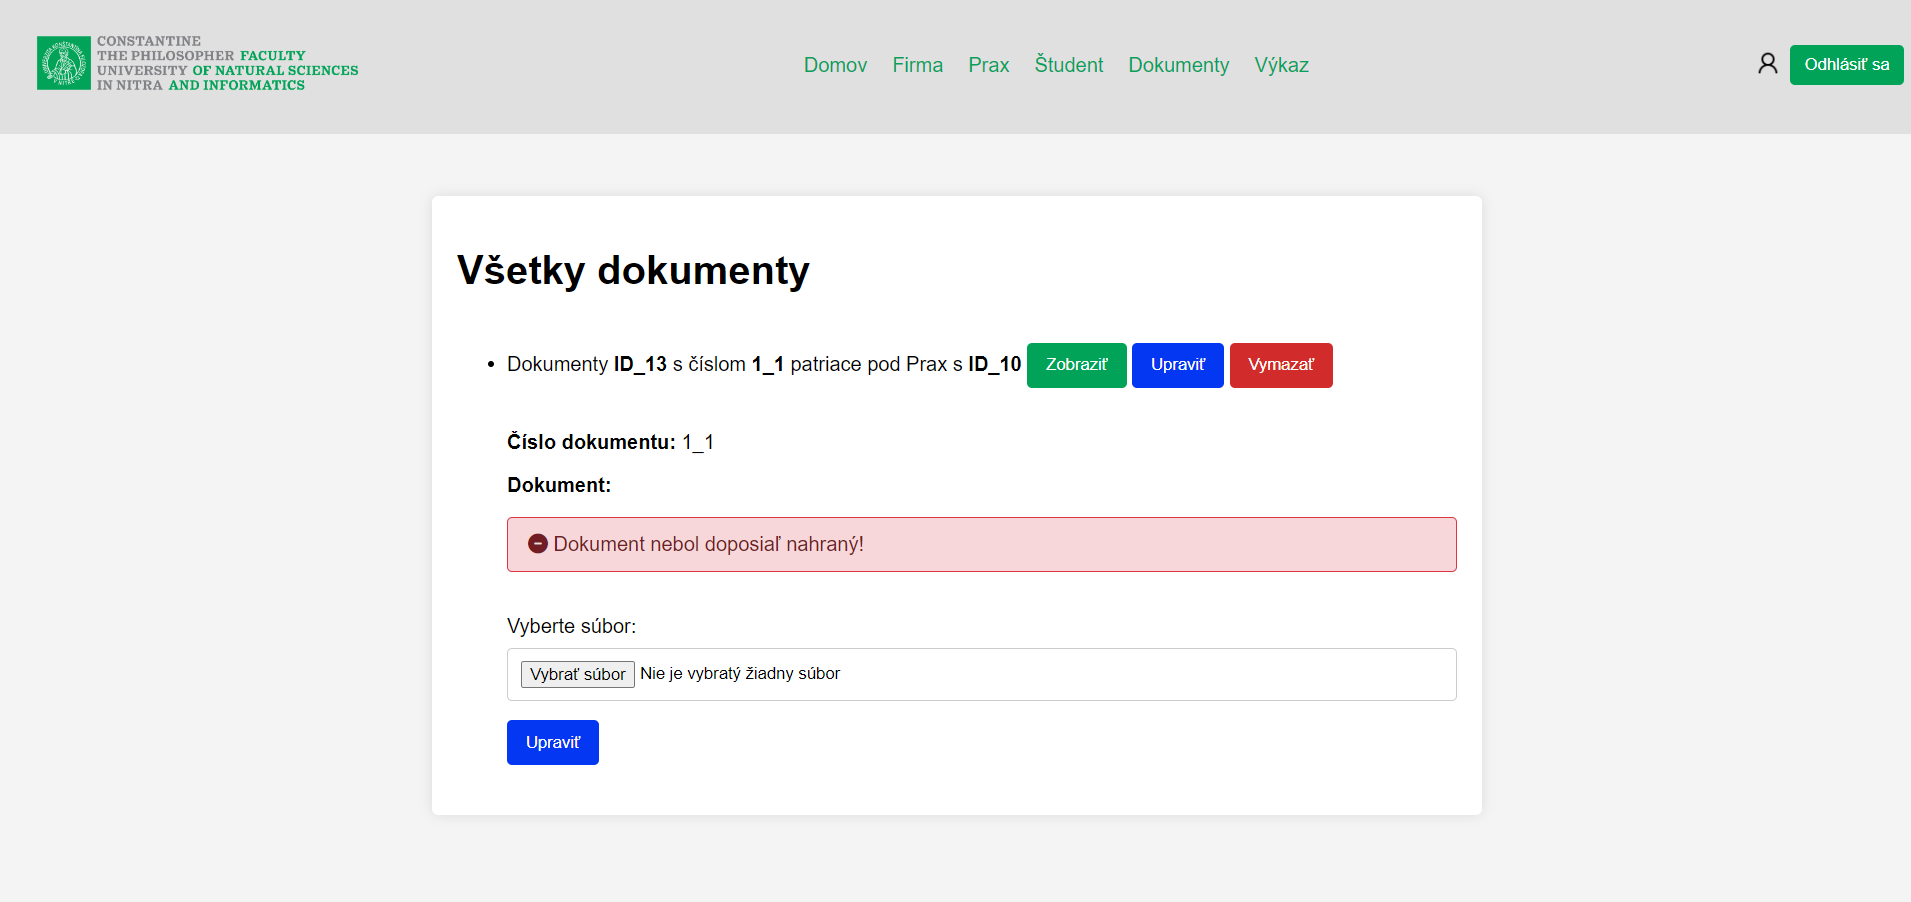 CONSTANTINE
THE PHILOSOPHER FACULTY
UNIVERSITY OF NATURAL SCIENCES
IN NITRA AND INFORMATICS
Domov Firma Prax Študent Dokumenty Výkaz
Odhlásiť sa
Všetky dokumenty
Dokumenty ID_13 s číslom 1_1 patriace pod Prax s ID_10 Zobraziť Upraviť Vymazať
Číslo dokumentu: 1_1
Dokument:
Dokument nebol doposiaľ nahraný!
Vyberte súbor:
Vybrať súbor Nie je vybratý žiadny súbor
Upraviť